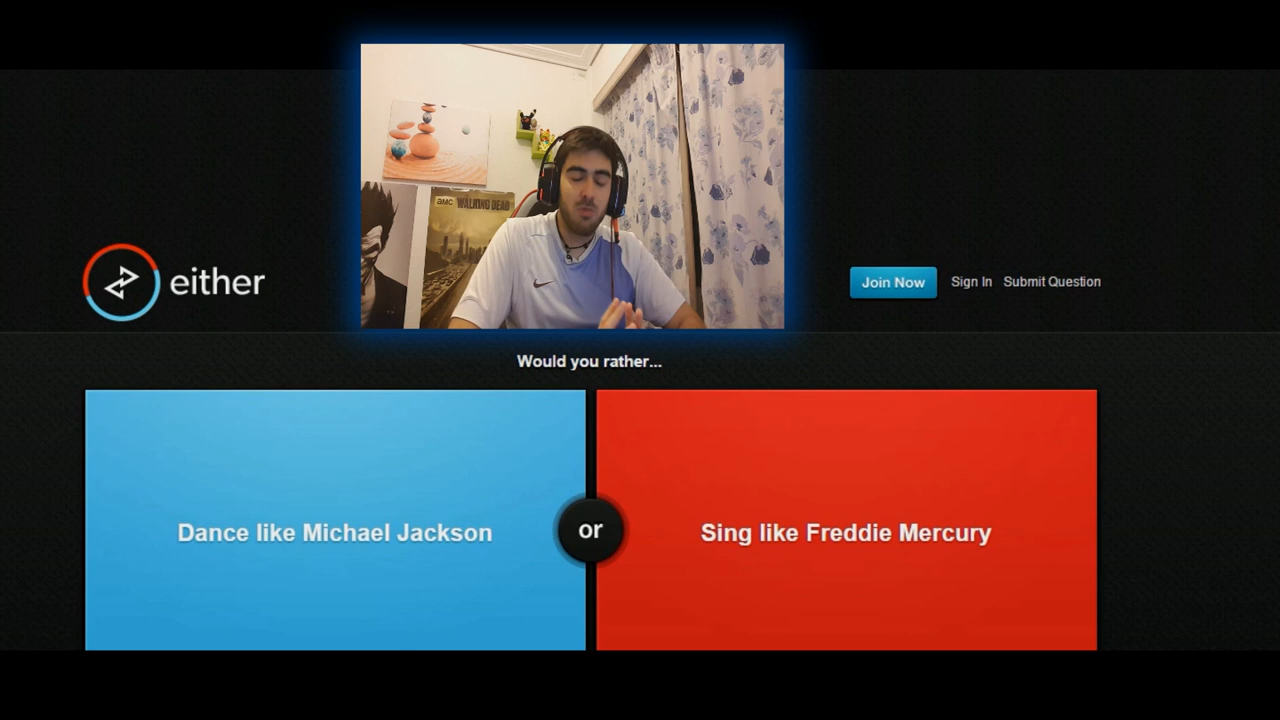 AMC WALKING DEAD
either
Join Now
Sign In
Submit Question
Would you rather...
Dance like Michael Jackson
or
Sing like Freddie Mercury